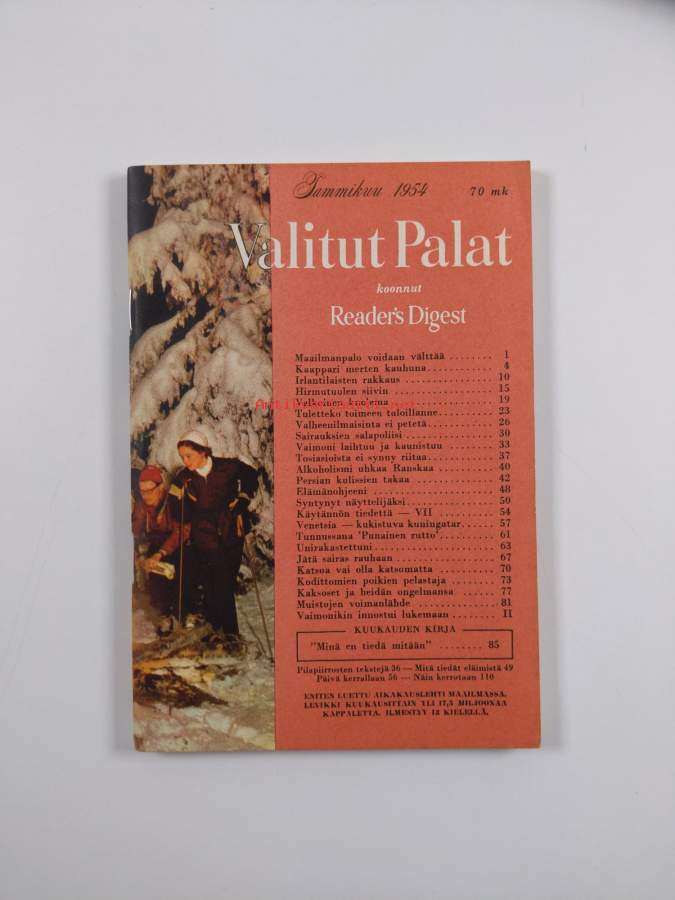 Tammikuu 1954 70 mk
Valitut Palat
koonnut
Reader's Digest
Maailmanpalo voidaan välttää ........ 1
Kaappari merten kauhuna ........ 4
Irlantilaisten rakkaus ........ 10
Hirmutuulen siivin ........ 15
Valkoinen kuolema ........ 19
Tuletteko toimeen taloillanne ........ 23
Valheenilmaisinta ei petetä ........ 26
Sairauksien salapoliisi ........ 30
Vaimoni laihtuu ja kaunistuu ........ 33
Tosiasioista ei synny riitaa ........ 37
Alkoholismi uhkaa Ranskaa ........ 40
Persian kulissien takaa ........ 42
Elämänohjeeni ........ 48
Syntynyt näyttelijäksi ........ 50
Käytännön tiedettä — VII ........ 54
Venetsia — kukistuva kuningatar ........ 57
Tunnussana 'Punainen rutto' ........ 61
Unirakastettuni ........ 63
Jätä sairas rauhaan ........ 67
Katsoa vai olla katsomatta ........ 70
Kodittomien poikien pelastaja ........ 73
Kaksoset ja heidän ongelmansa ........ 77
Muistojen voimanlähde ........ 81
Vaimonikin innostui lukemaan ........ II
KUUKAUDEN KIRJA
"Minä en tiedä mitään" ........ 85
Pilapiirrosten tekstejä 36 — Mitä tiedät eläimistä 49
Päivä kerrallaan 56 — Näin kerrotaan 110
ENITEN LUETTU AIKAKAUSLEHTI MAAILMASSA.
LEVIKKI KUUKAUSITTAIN YLI 17,5 MILJOONAA
KAPPALETTA. ILMESTYY 12 KIELELLÄ.